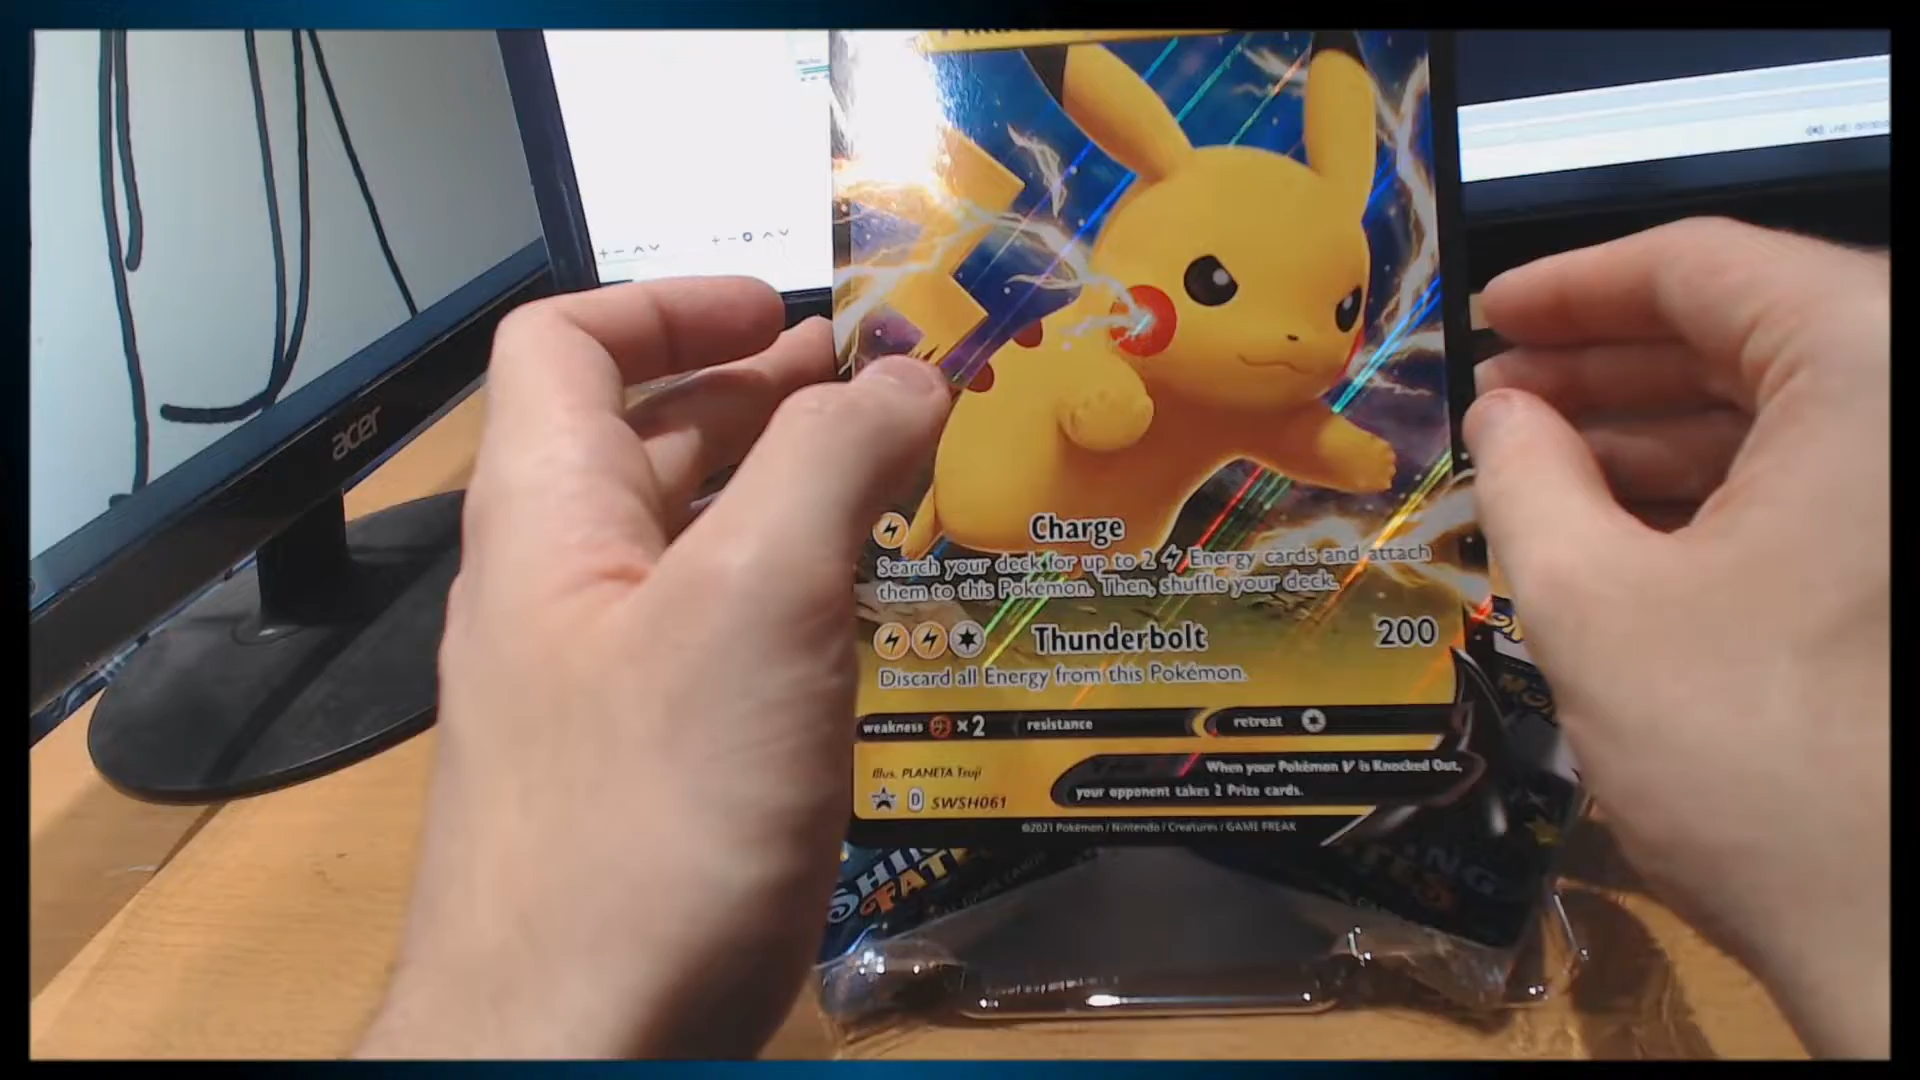 acer
Charge
Search your deck for up to 2 Energy cards and attach
them to this Pokémon. Then, shuffle your deck.
Thunderbolt 200
Discard all Energy from this Pokémon.
weakness ×2 resistance retreat
When your Pokémon V is Knocked Out,
your opponent takes 2 Prize cards.
Illus. PLANETA Tsuji
D SWSH061
©2021 Pokémon / Nintendo / Creatures / GAME FREAK
SHINING
FATES